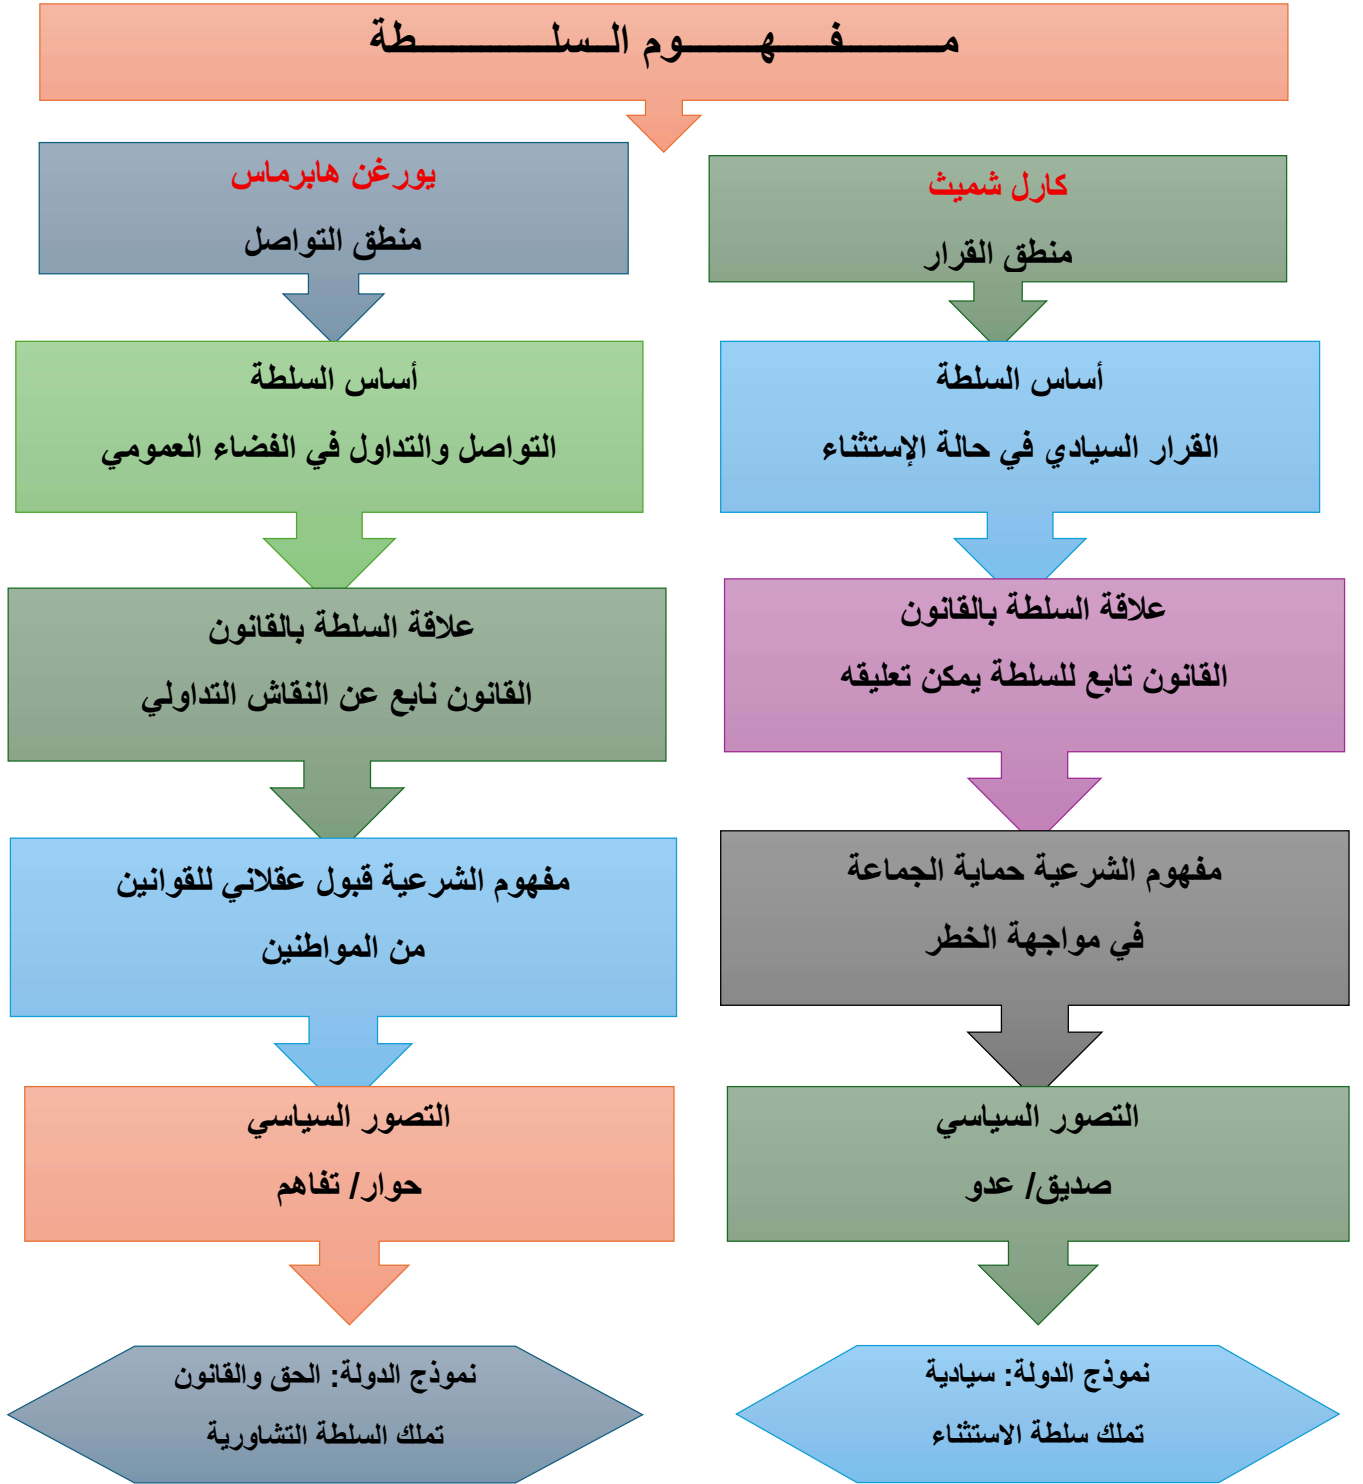 مـــــــفـــــهـــــــوم الــسلــــــــــــطة
كارل شميث
منطق القرار
أساس السلطة
القرار السيادي في حالة الإستثناء
علاقة السلطة بالقانون
القانون تابع للسلطة يمكن تعليقه
مفهوم الشرعية حماية الجماعة
في مواجهة الخطر
التصور السياسي
صديق/ عدو
نموذج الدولة: سيادية
تملك سلطة الاستثناء
يورغن هابرماس
منطق التواصل
أساس السلطة
التواصل والتداول في الفضاء العمومي
علاقة السلطة بالقانون
القانون نابع عن النقاش التداولي
مفهوم الشرعية قبول عقلاني للقوانين
من المواطنين
التصور السياسي
حوار/ تفاهم
نموذج الدولة: الحق والقانون
تملك السلطة التشاورية